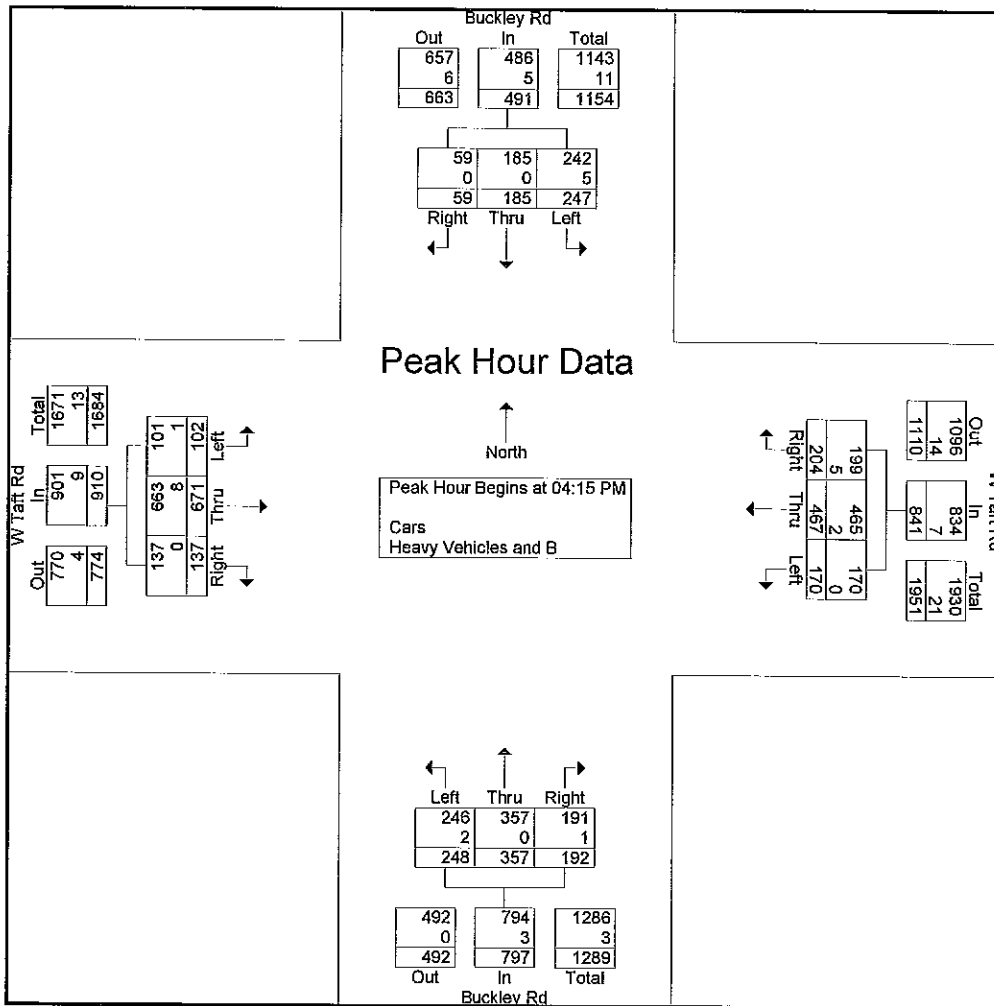 Buckley Rd
Out In Total
657 486 1143
6 5 11
663 491 1154
59 185 242
0 0 5
59 185 247
Right Thru Left
Peak Hour Data
North
Peak Hour Begins at 04:15 PM
Cars
Heavy Vehicles and B
W Taft Rd
Total In Out
1671 901 770
13 9 4
1684 910 774
101 663 137
1 8 0
102 671 137
Left Thru Right
W Taft Rd
Out In Total
1096 834 1930
14 7 21
1110 841 1951
199 465 170
5 2 0
204 467 170
Right Thru Left
Left Thru Right
246 357 191
2 0 1
248 357 192
492 794 1286
0 3 3
492 797 1289
Out In Total
Buckley Rd